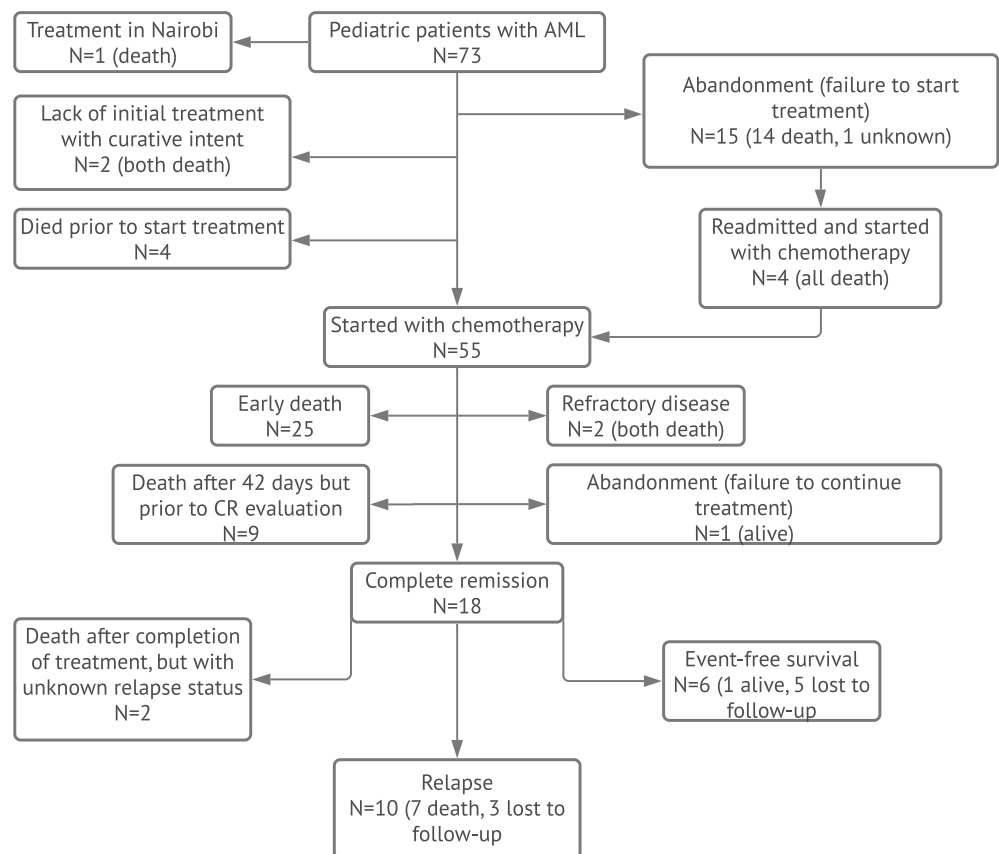 Treatment in Nairobi
N=1 (death)
Pediatric patients with AML
N=73
Abandonment (failure to start
treatment)
N=15 (14 death, 1 unknown)
Lack of initial treatment
with curative intent
N=2 (both death)
Died prior to start treatment
N=4
Readmitted and started
with chemotherapy
N=4 (all death)
Started with chemotherapy
N=55
Early death
N=25
Refractory disease
N=2 (both death)
Death after 42 days but
prior to CR evaluation
N=9
Abandonment (failure to continue
treatment)
N=1 (alive)
Complete remission
N=18
Death after completion
of treatment, but with
unknown relapse status
N=2
Event-free survival
N=6 (1 alive, 5 lost to
follow-up
Relapse
N=10 (7 death, 3 lost to
follow-up